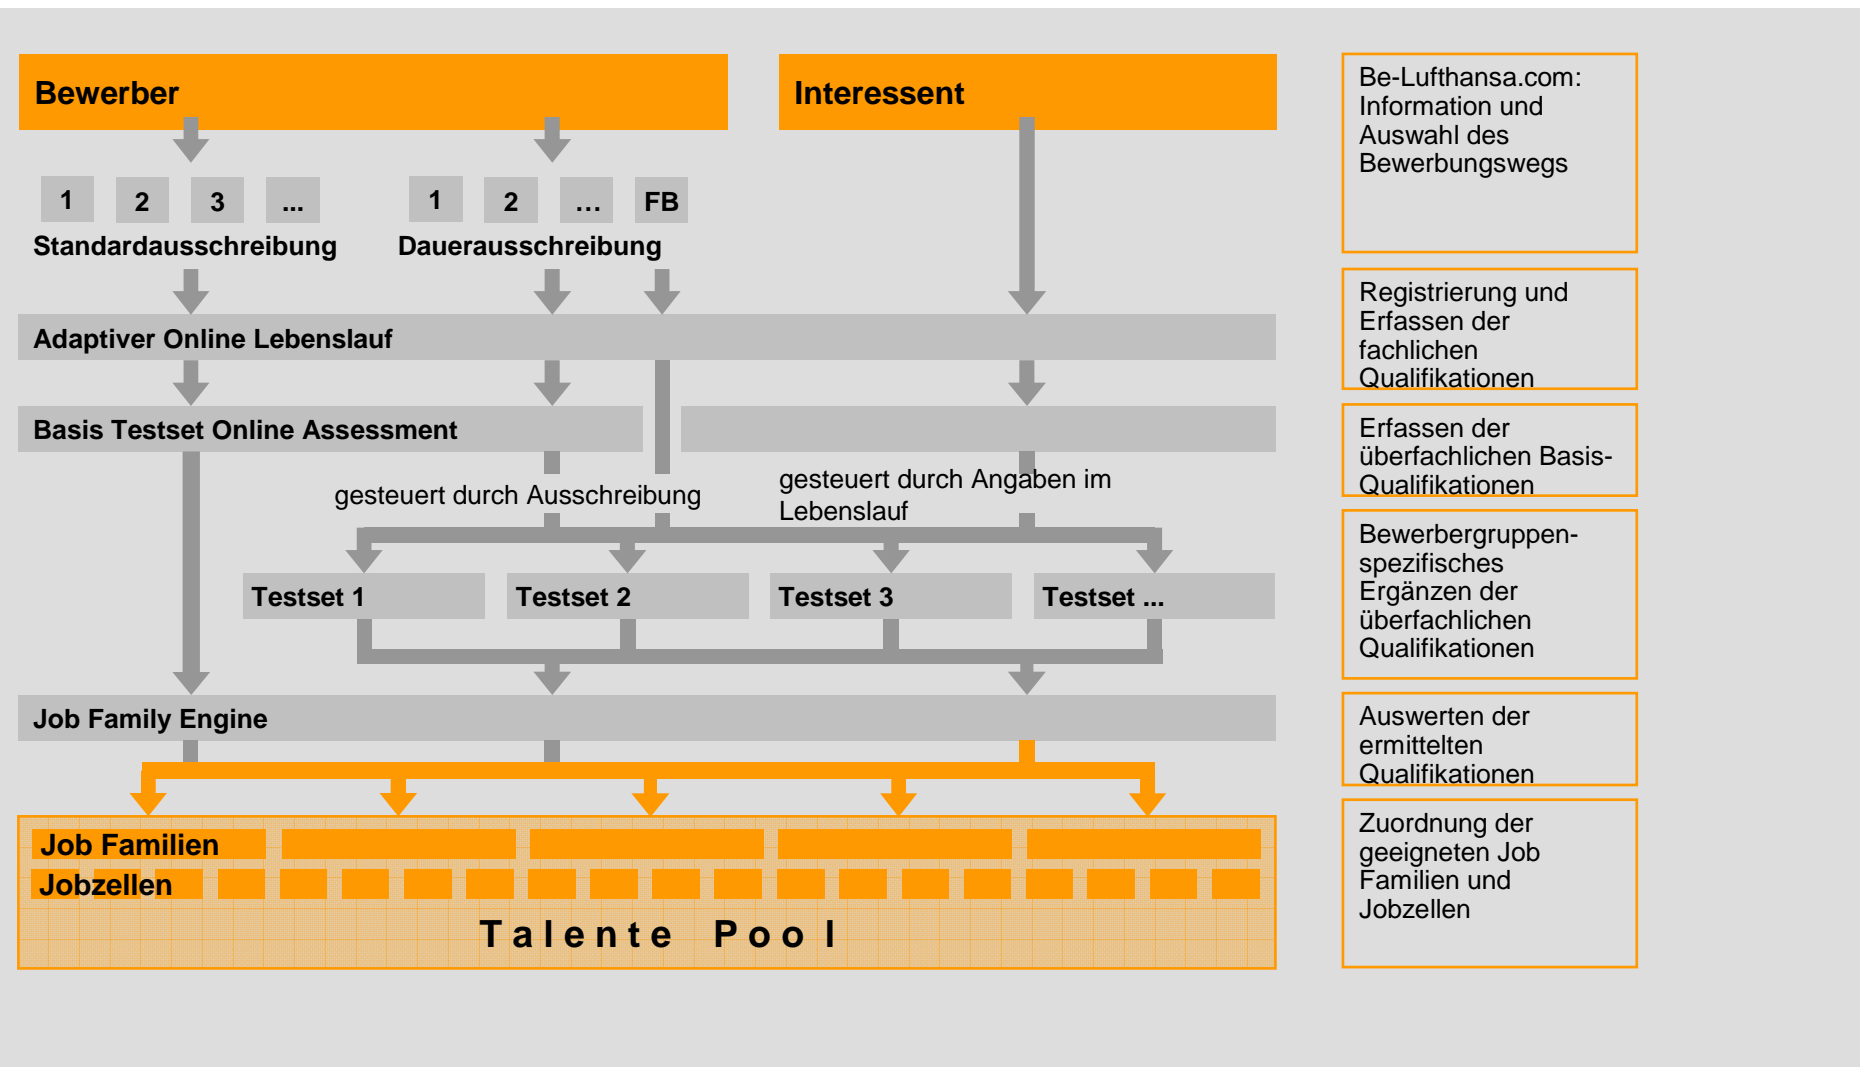 Bewerber
Interessent
1 2 3 ...
1 2 … FB
Standardausschreibung
Dauerausschreibung
Adaptiver Online Lebenslauf
Basis Testset Online Assessment
gesteuert durch Ausschreibung
gesteuert durch Angaben im
Lebenslauf
Testset 1
Testset 2
Testset 3
Testset ...
Job Family Engine
Job Familien
Jobzellen
Talente Pool
Be-Lufthansa.com:
Information und
Auswahl des
Bewerbungswegs
Registrierung und
Erfassen der
fachlichen
Qualifikationen
Erfassen der
überfachlichen Basis-
Qualifikationen
Bewerbergruppen-
spezifisches
Ergänzen der
überfachlichen
Qualifikationen
Auswerten der
ermittelten
Qualifikationen
Zuordnung der
geeigneten Job
Familien und
Jobzellen